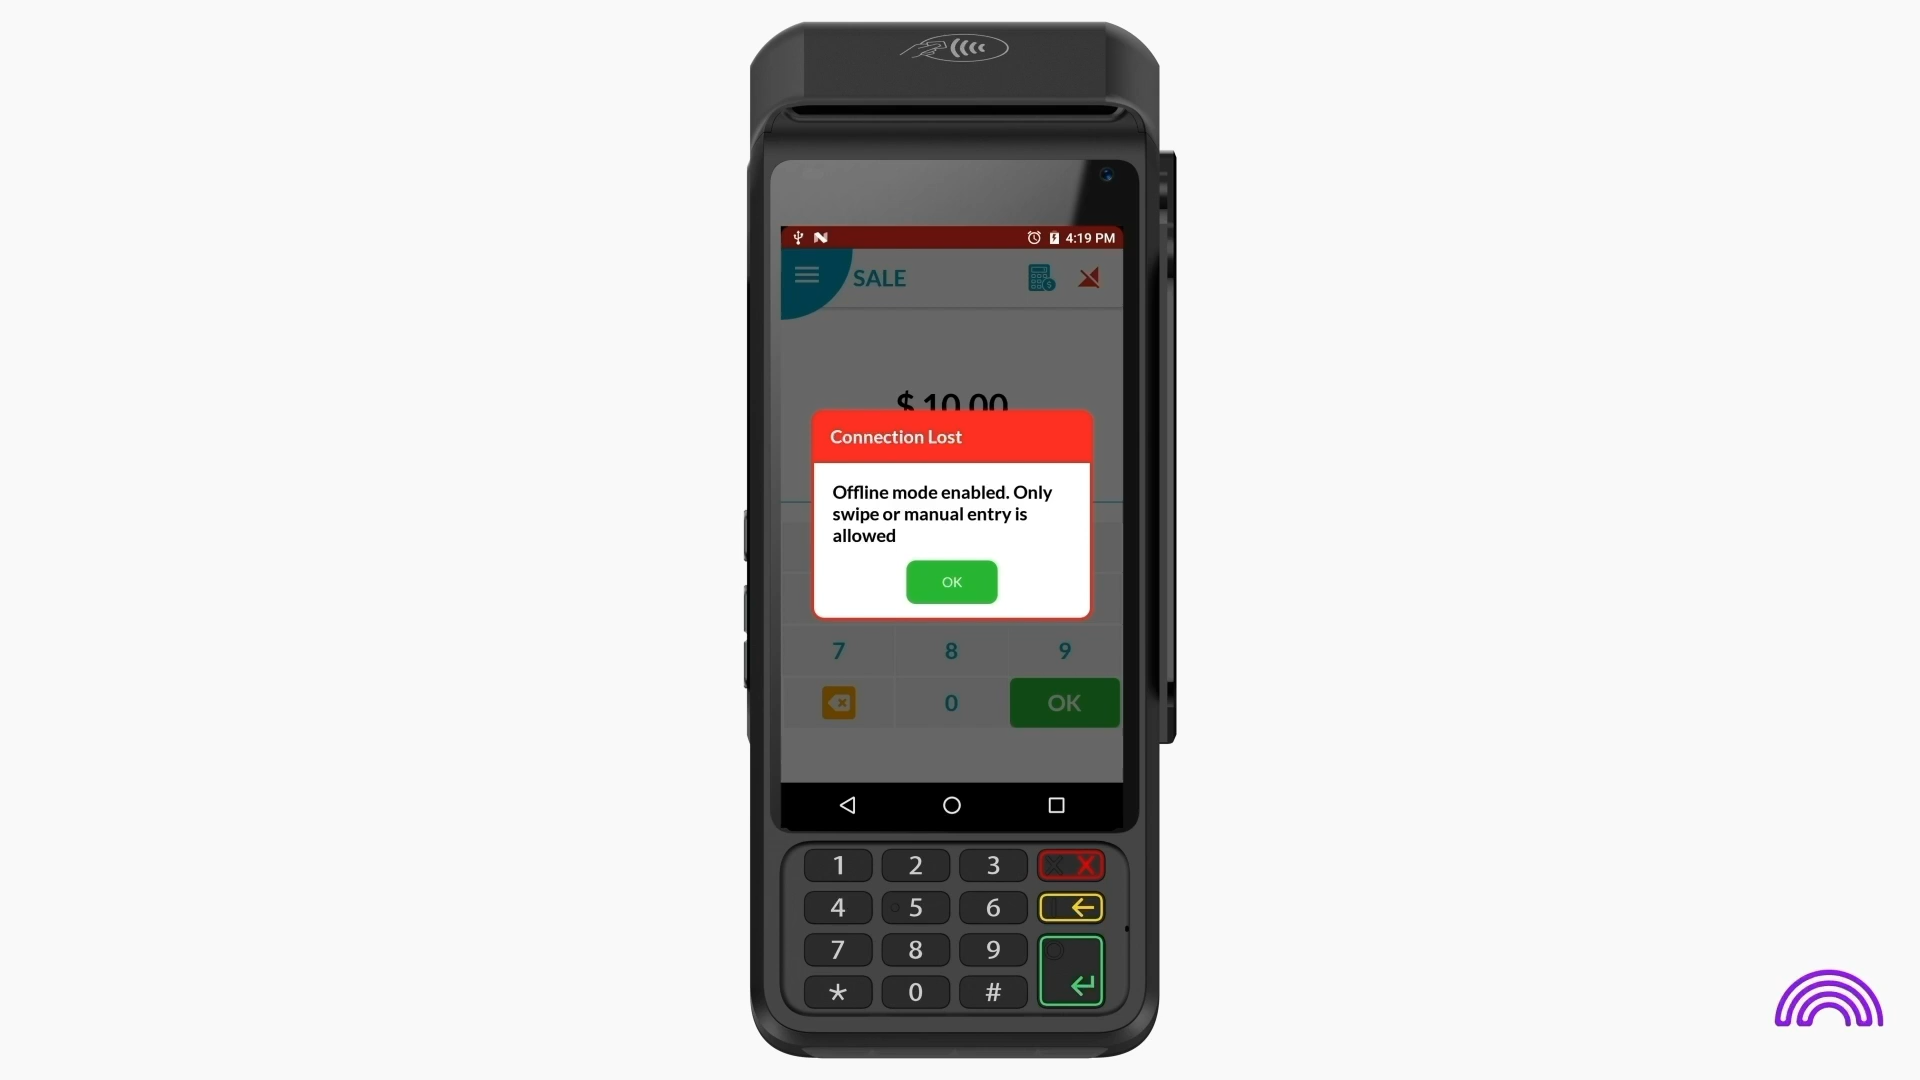 4:19 PM
SALE
$ 10.00
Connection Lost
Offline mode enabled. Only
swipe or manual entry is
allowed
OK
7 8 9
0 OK
1 2 3 X
4 5 6
7 8 9
* 0 #